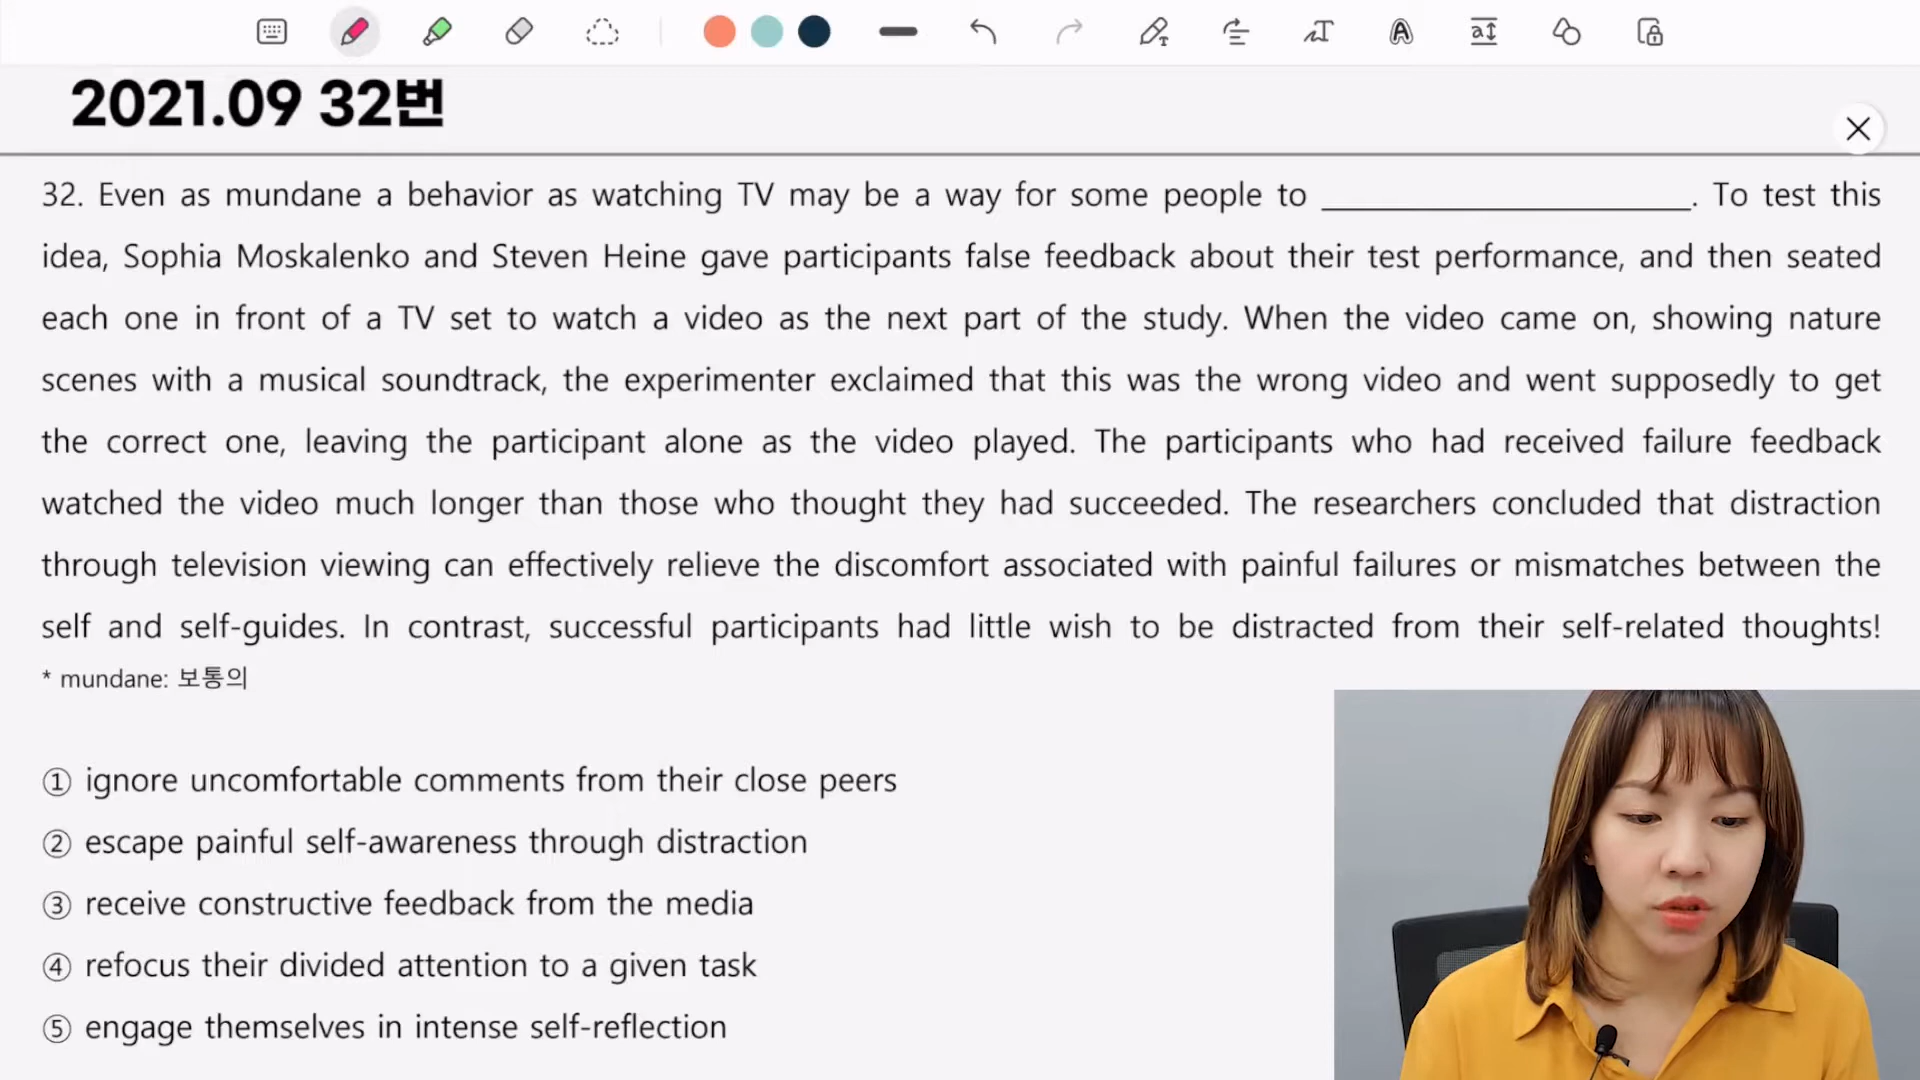 2021.09 32번
32. Even as mundane a behavior as watching TV may be a way for some people to ____________________. To test this
idea, Sophia Moskalenko and Steven Heine gave participants false feedback about their test performance, and then seated
each one in front of a TV set to watch a video as the next part of the study. When the video came on, showing nature
scenes with a musical soundtrack, the experimenter exclaimed that this was the wrong video and went supposedly to get
the correct one, leaving the participant alone as the video played. The participants who had received failure feedback
watched the video much longer than those who thought they had succeeded. The researchers concluded that distraction
through television viewing can effectively relieve the discomfort associated with painful failures or mismatches between the
self and self-guides. In contrast, successful participants had little wish to be distracted from their self-related thoughts!
* mundane: 보통의
① ignore uncomfortable comments from their close peers
② escape painful self-awareness through distraction
③ receive constructive feedback from the media
④ refocus their divided attention to a given task
⑤ engage themselves in intense self-reflection